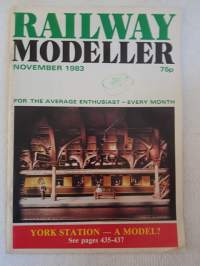 RAILWAY
MODELLER
NOVEMBER 1983 75p
FOR THE AVERAGE ENTHUSIAST – EVERY MONTH
YORK STATION — A MODEL?
See pages 435-437